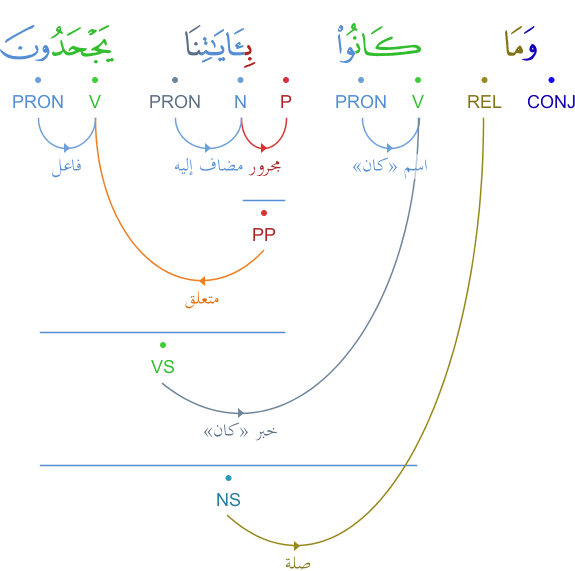 وَمَا كَانُوا۟ بِـَٔايَـٰتِنَا يَجْحَدُونَ
CONJ REL V PRON P N PRON V PRON
اسم «كان» مجرور مضاف إليه فاعل
PP
متعلق
VS
خبر «كان»
NS
صلة